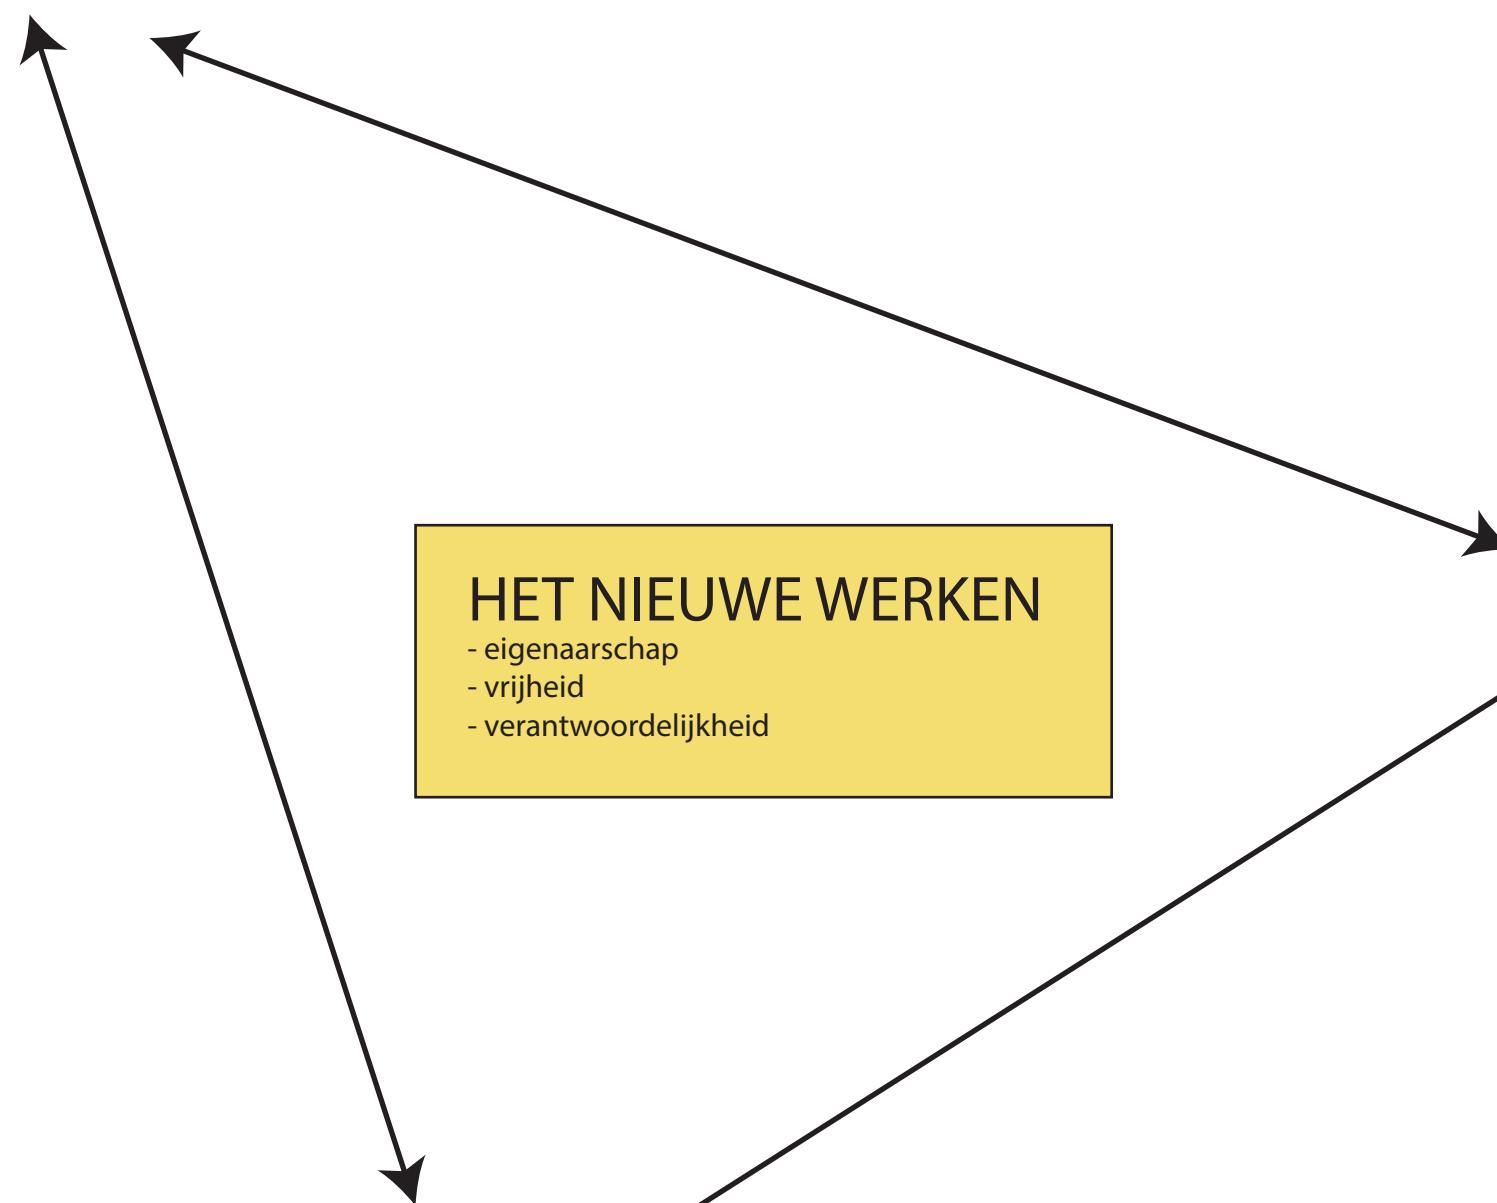 HET NIEUWE WERKEN
- eigenaarschap
- vrijheid
- verantwoordelijkheid